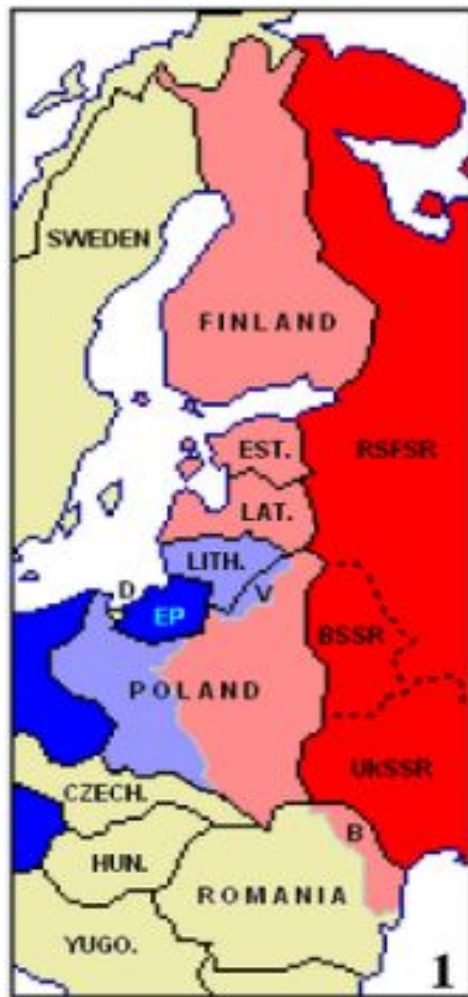 SWEDEN
FINLAND
EST.
RSFSR
LAT.
LITH.
D
EP
V
BSSR
POLAND
UkSSR
CZECH.
B
HUN.
ROMANIA
YUGO.
1